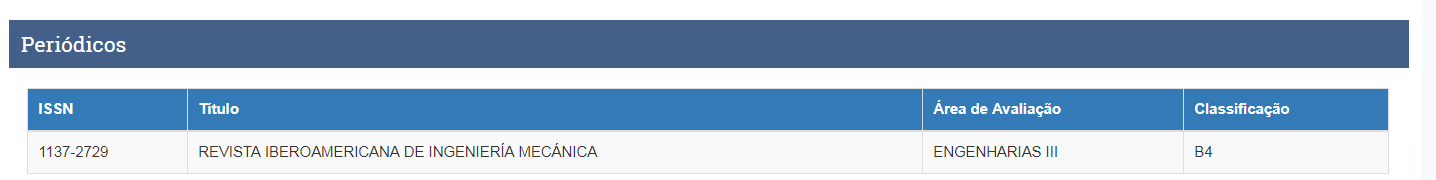 Periódicos
ISSN Título Área de Avaliação Classificação
1137-2729 REVISTA IBEROAMERICANA DE INGENIERÍA MECÁNICA ENGENHARIAS III B4